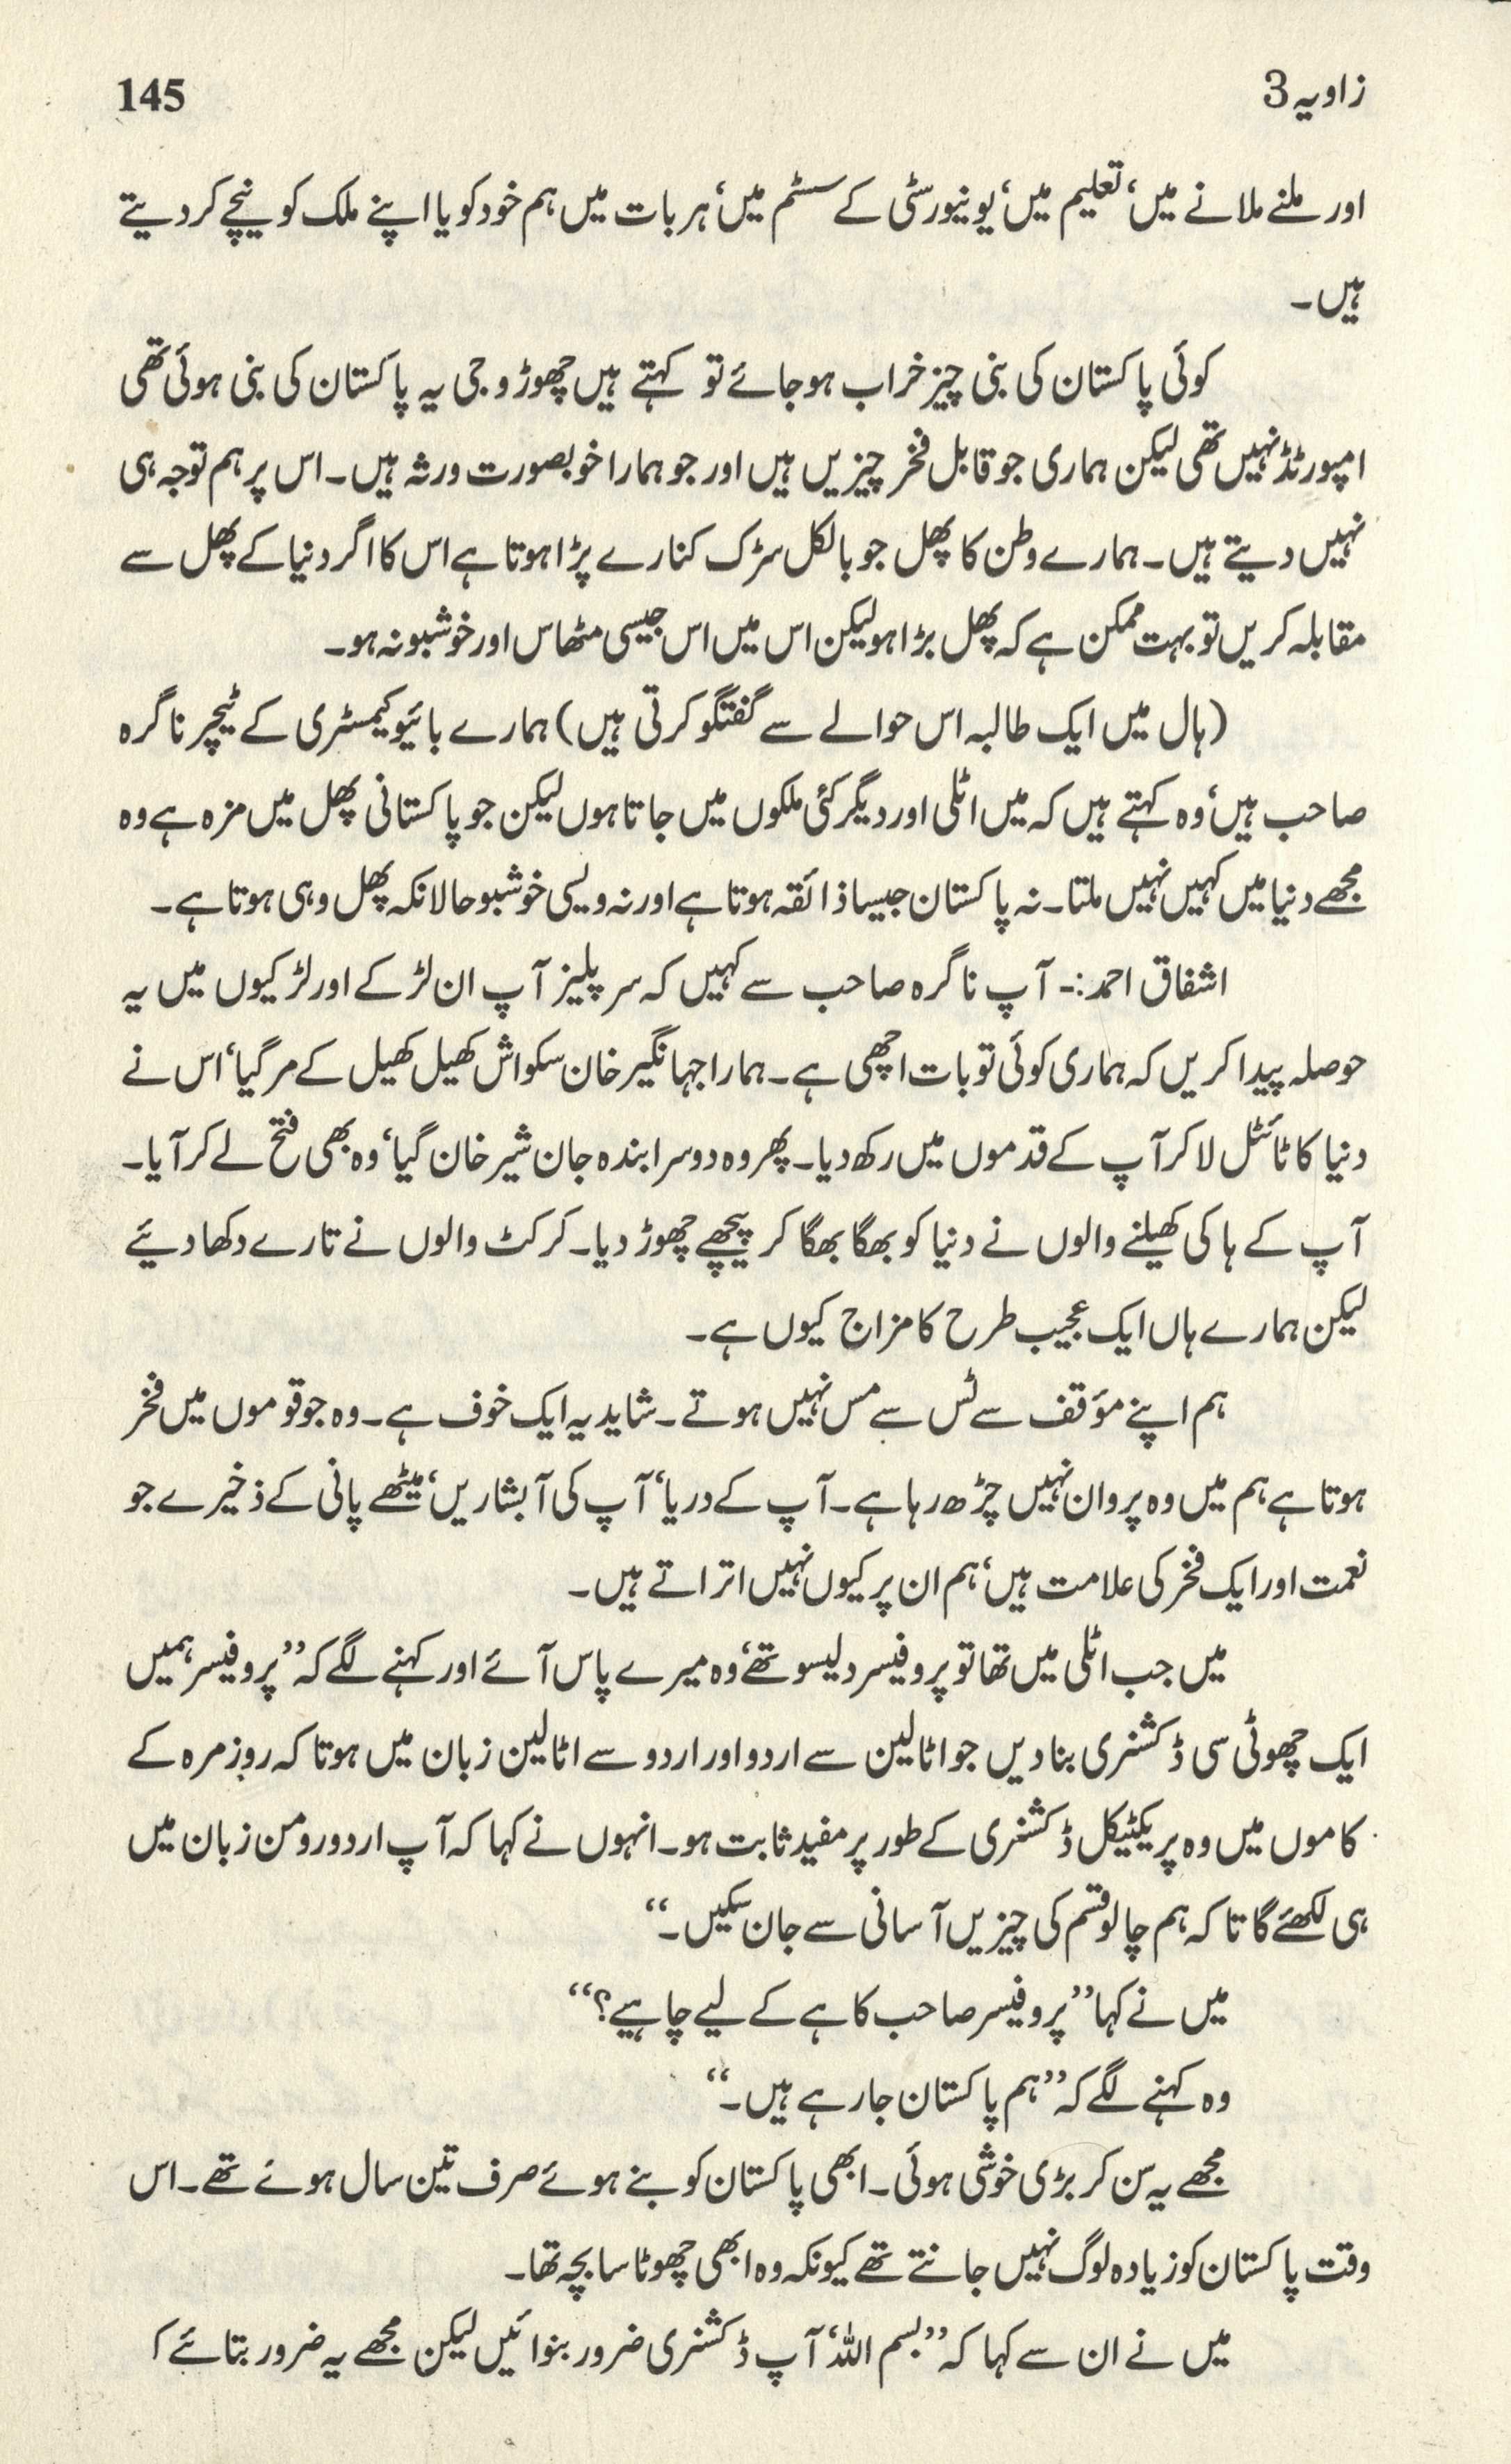 زاویہ 3
145
اور ملنے ملانے میں، تعلیم میں، یونیورسٹی کے سسٹم میں، ہر بات میں ہم خود کو یا اپنے ملک کو نیچے کر دیتے
ہیں۔
کوئی پاکستان کی بنی چیز خراب ہو جائے تو کہتے ہیں چھوڑو جی یہ پاکستان کی بنی ہوئی تھی
امپورٹڈ نہیں تھی لیکن ہماری جو قابل فخر چیزیں ہیں اور جو ہمارا خوبصورت ورثہ ہیں۔ اس پر ہم توجہ ہی
نہیں دیتے ہیں۔ ہمارے وطن کا پھل جو بالکل سڑک کنارے پڑا ہوتا ہے اس کا اگر دنیا کے پھل سے
مقابلہ کریں تو بہت ممکن ہے کہ پھل بڑا ہو لیکن اس میں اس جیسی مٹھاس اور خوشبو نہ ہو۔
(ہال میں ایک طالبہ اس حوالے سے گفتگو کرتی ہیں) ہمارے بائیو کیمسٹری کے ٹیچر ناگرہ
صاحب ہیں، وہ کہتے ہیں کہ میں اٹلی اور دیگر کئی ملکوں میں جاتا ہوں لیکن جو پاکستانی پھل میں مزہ ہے وہ
مجھے دنیا میں کہیں نہیں ملتا۔ نہ پاکستان جیسا ذائقہ ہوتا ہے اور نہ ویسی خوشبو حالانکہ پھل وہی ہوتا ہے۔
اشفاق احمد:- آپ ناگرہ صاحب سے کہیں کہ سر پلیز آپ ان لڑکے اور لڑکیوں میں یہ
حوصلہ پیدا کریں کہ ہماری کوئی تو بات اچھی ہے۔ ہمارا جہانگیر خان سکواش کھیل کھیل کے مر گیا، اس نے
دنیا کا ٹائٹل لا کر آپ کے قدموں میں رکھ دیا۔ پھر وہ دوسرا بندہ جان شیر خان گیا، وہ بھی فتح لے کر آیا۔
آپ کے ہاکی کھیلنے والوں نے دنیا کو بھگا بھگا کر پیچھے چھوڑ دیا۔ کرکٹ والوں نے تارے دکھا دیئے
لیکن ہمارے ہاں ایک عجیب طرح کا مزاج کیوں ہے۔
ہم اپنے مؤقف سے ٹس سے مس نہیں ہوتے۔ شاید یہ ایک خوف ہے۔ وہ جو قوموں میں فخر
ہوتا ہے ہم میں وہ پروان نہیں چڑھ رہا ہے۔ آپ کے دریا، آپ کی آبشاریں، میٹھے پانی کے ذخیرے جو
نعمت اور ایک فخر کی علامت ہیں، ہم ان پر کیوں نہیں اتراتے ہیں۔
میں جب اٹلی میں تھا تو پروفیسر ولیسو تھے، وہ میرے پاس آئے اور کہنے لگے کہ ”پروفیسر ہمیں
ایک چھوٹی سی ڈکشنری بنا دیں جو اٹالین سے اردو اور اردو سے اٹالین زبان میں ہو تا کہ روزمرہ کے
کاموں میں وہ پریکٹیکل ڈکشنری کے طور پر مفید ثابت ہو۔ انہوں نے کہا کہ آپ اردو رومن زبان میں
ہی لکھئے گا تا کہ ہم چالو قسم کی چیزیں آسانی سے جان سکیں۔“
میں نے کہا ”پروفیسر صاحب کاہے کے لیے چاہیے؟“
وہ کہنے لگے کہ ”ہم پاکستان جا رہے ہیں۔“
مجھے یہ سن کر بڑی خوشی ہوئی۔ ابھی پاکستان کو بنے ہوئے صرف تین سال ہوئے تھے۔ اس
وقت پاکستان کو زیادہ لوگ نہیں جانتے تھے کیونکہ وہ ابھی چھوٹا سا بچہ تھا۔
میں نے ان سے کہا کہ ”بسم اللہ، آپ ڈکشنری ضرور بنوائیں لیکن مجھے یہ ضرور بتائیے